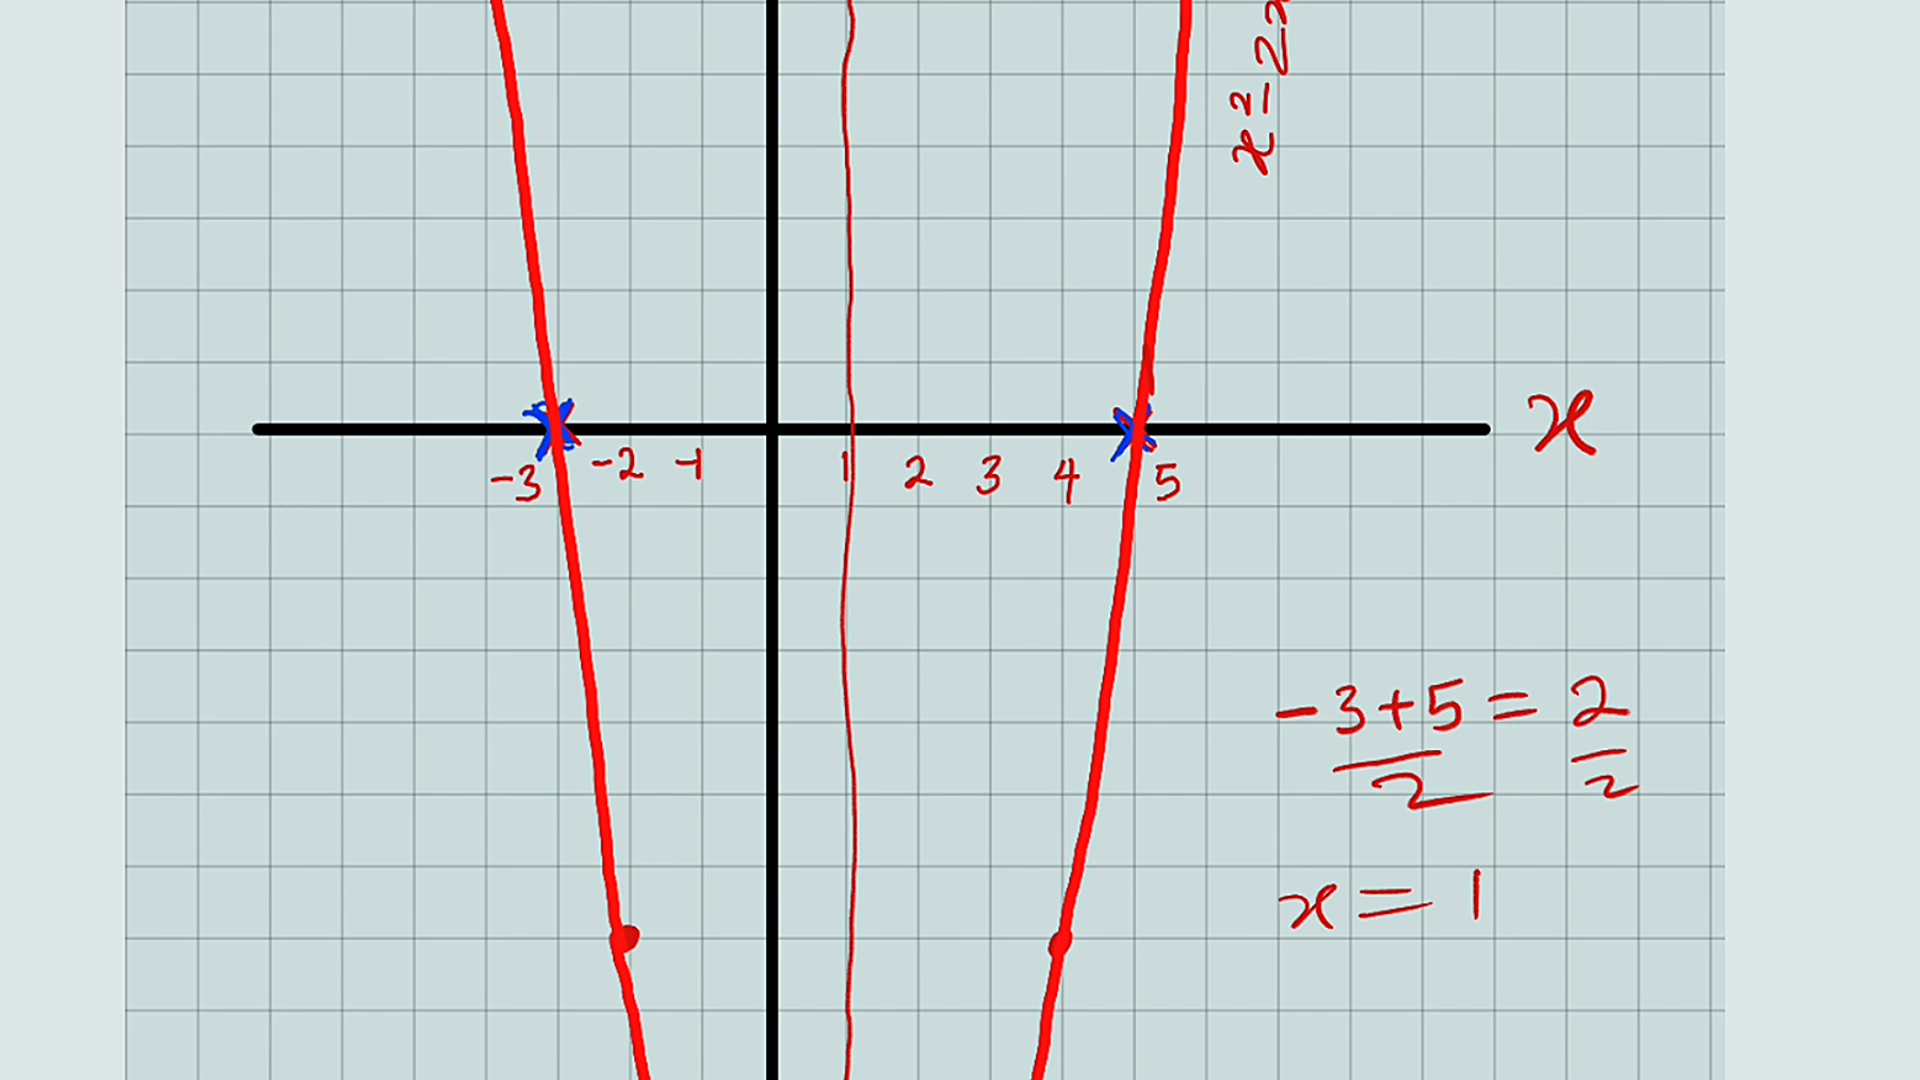 x² - 2x
x
-3 -2 -1 1 2 3 4 5
-3 + 5 = 2
2 2
x = 1